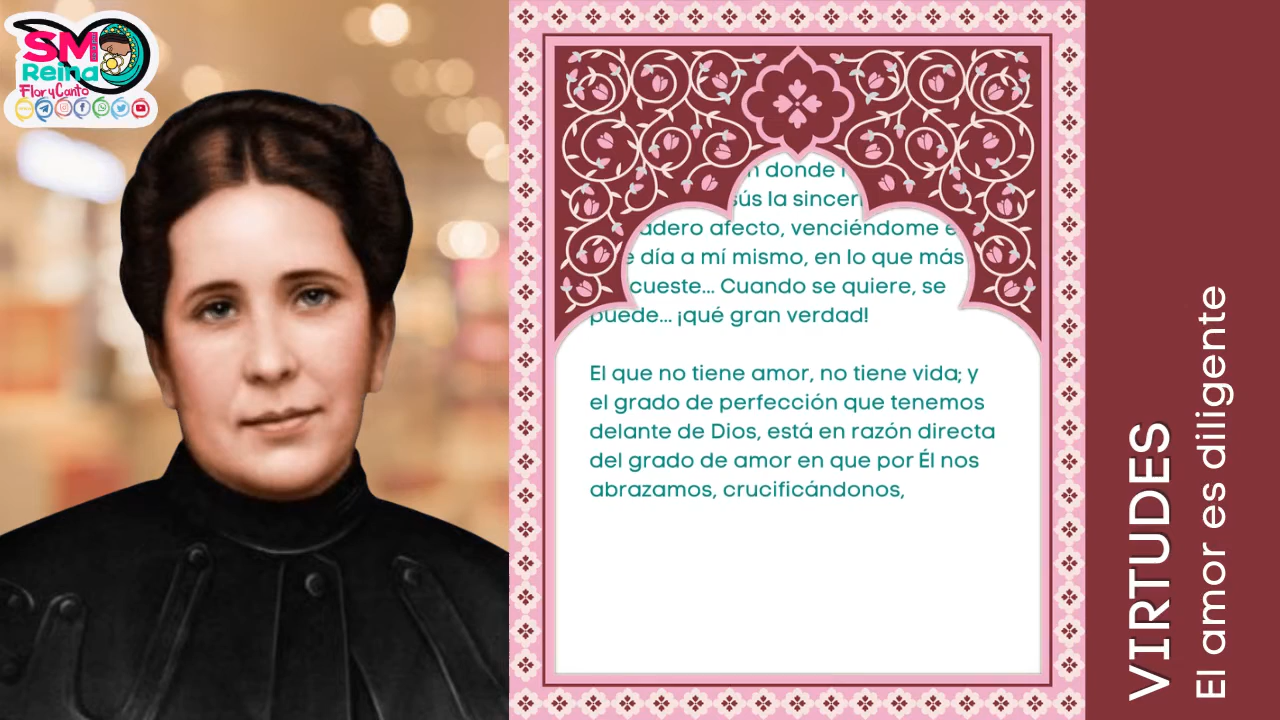 SM
Reina
Flor y Canto
donde
la sinceri
adero afecto, venciéndome
día a mí mismo, en lo que más
cueste... Cuando se quiere, se
puede... ¡qué gran verdad!
El que no tiene amor, no tiene vida; y
el grado de perfección que tenemos
delante de Dios, está en razón directa
del grado de amor en que por Él nos
abrazamos, crucificándonos,
VIRTUDES
El amor es diligente